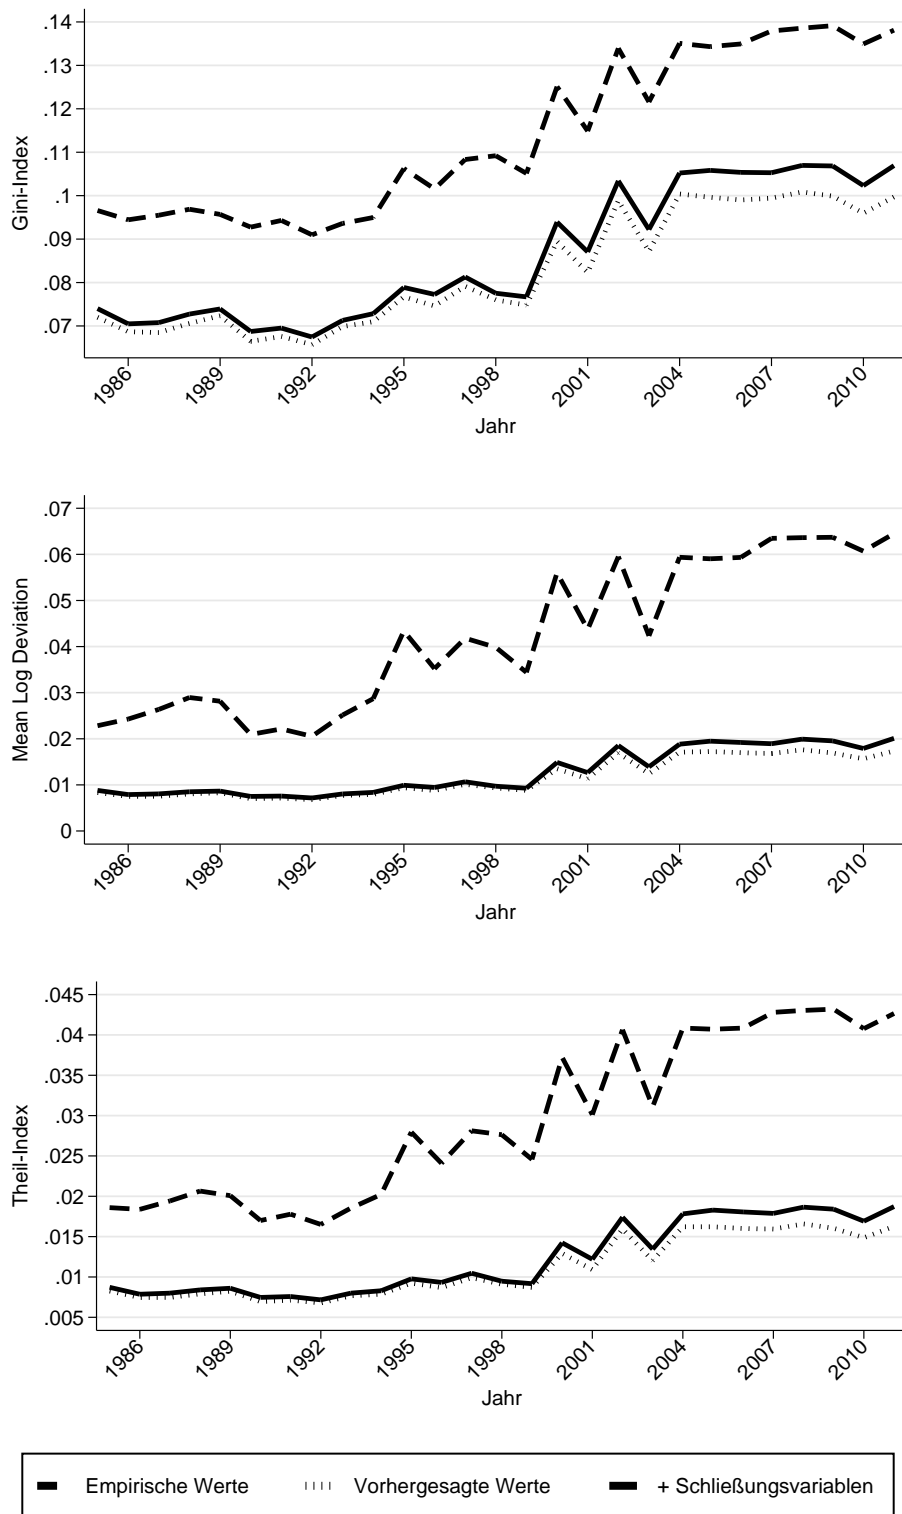 .14
.13
.12
.11
.1
.09
.08
.07
Gini-Index
1986 1989 1992 1995 1998 2001 2004 2007 2010
Jahr
.07
.06
.05
.04
.03
.02
.01
0
Mean Log Deviation
1986 1989 1992 1995 1998 2001 2004 2007 2010
Jahr
.045
.04
.035
.03
.025
.02
.015
.01
.005
Theil-Index
1986 1989 1992 1995 1998 2001 2004 2007 2010
Jahr
Empirische Werte Vorhergesagte Werte + Schließungsvariablen